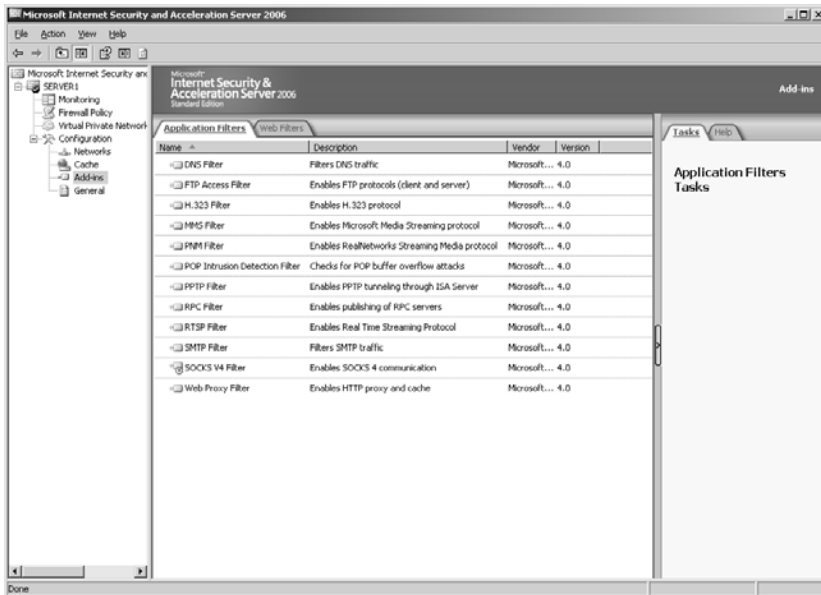 Microsoft Internet Security and Acceleration Server 2006
File Action View Help
Microsoft Internet Security and
SERVER1
Monitoring
Firewall Policy
Virtual Private Network
Configuration
Networks
Cache
Add-ins
General
Microsoft
Internet Security &
Acceleration Server 2006
Standard Edition
Add-ins
Application Filters Web Filters
Name Description Vendor Version
DNS Filter Filters DNS traffic Microsoft... 4.0
FTP Access Filter Enables FTP protocols (client and server) Microsoft... 4.0
H.323 Filter Enables H.323 protocol Microsoft... 4.0
MMS Filter Enables Microsoft Media Streaming protocol Microsoft... 4.0
PNM Filter Enables RealNetworks Streaming Media protocol Microsoft... 4.0
POP Intrusion Detection Filter Checks for POP buffer overflow attacks Microsoft... 4.0
PPTP Filter Enables PPTP tunneling through ISA Server Microsoft... 4.0
RPC Filter Enables publishing of RPC servers Microsoft... 4.0
RTSP Filter Enables Real Time Streaming Protocol Microsoft... 4.0
SMTP Filter Filters SMTP traffic Microsoft... 4.0
SOCKS V4 Filter Enables SOCKS 4 communication Microsoft... 4.0
Web Proxy Filter Enables HTTP proxy and cache Microsoft... 4.0
Tasks Help
Application Filters
Tasks
Done